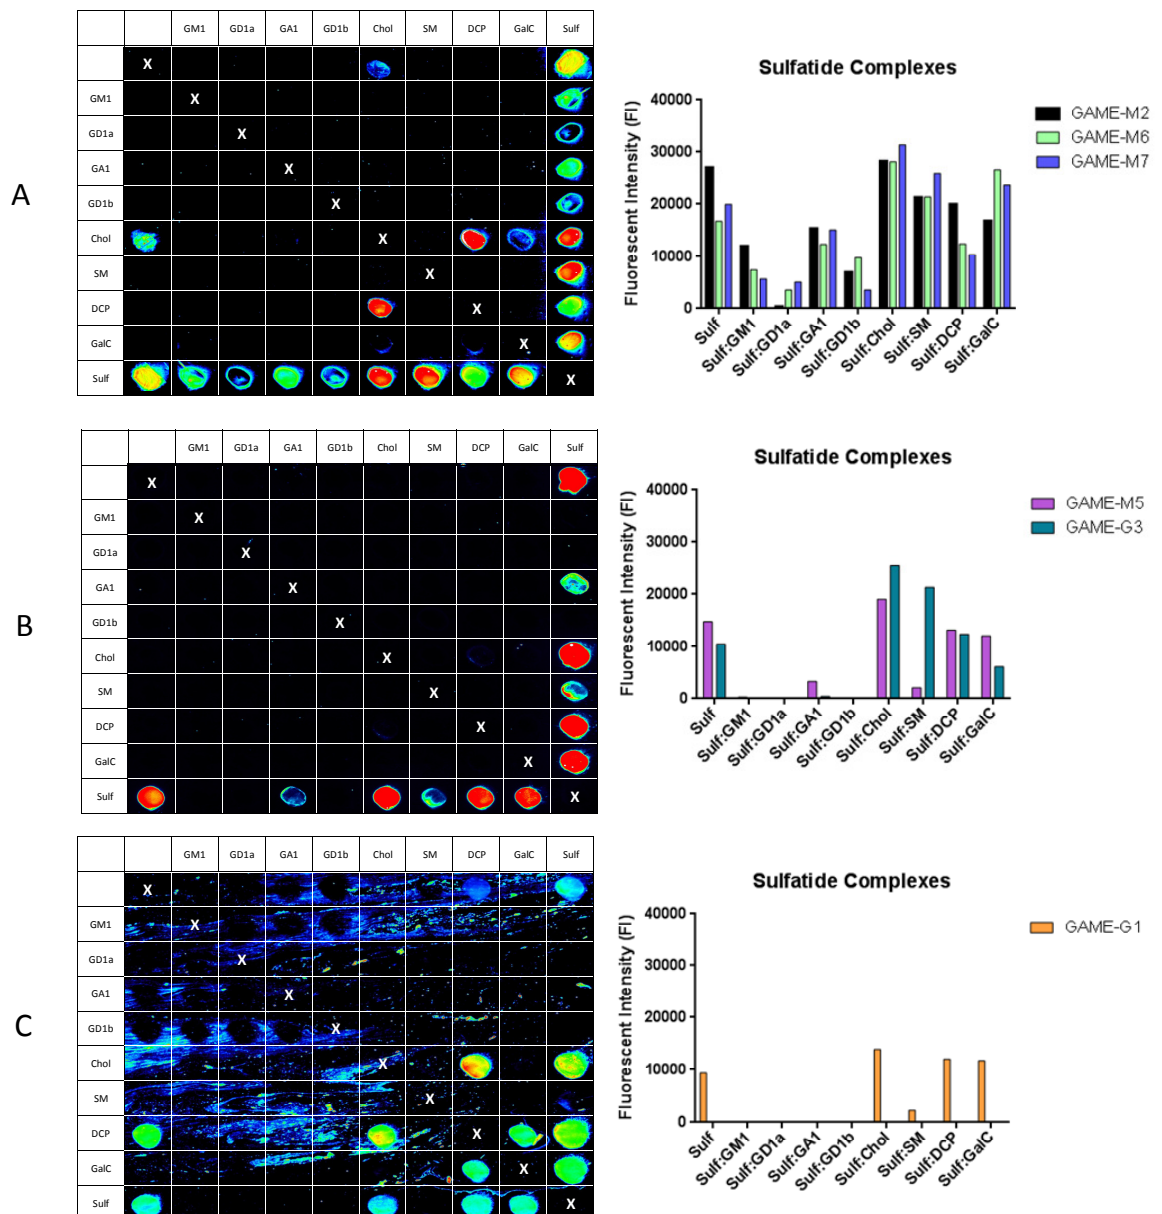 A
GM1 GD1a GA1 GD1b Chol SM DCP GalC Sulf
X
GM1 X
GD1a X
GA1 X
GD1b X
Chol X
SM X
DCP X
GalC X
Sulf X
Sulfatide Complexes
Fluorescent Intensity (FI)
40000
30000
20000
10000
0
Sulf
Sulf:GM1
Sulf:GD1a
Sulf:GA1
Sulf:GD1b
Sulf:Chol
Sulf:SM
Sulf:DCP
Sulf:GalC
GAME-M2
GAME-M6
GAME-M7
B
GM1 GD1a GA1 GD1b Chol SM DCP GalC Sulf
X
GM1 X
GD1a X
GA1 X
GD1b X
Chol X
SM X
DCP X
GalC X
Sulf X
Sulfatide Complexes
Fluorescent Intensity (FI)
40000
30000
20000
10000
0
Sulf
Sulf:GM1
Sulf:GD1a
Sulf:GA1
Sulf:GD1b
Sulf:Chol
Sulf:SM
Sulf:DCP
Sulf:GalC
GAME-M5
GAME-G3
C
GM1 GD1a GA1 GD1b Chol SM DCP GalC Sulf
X
GM1 X
GD1a X
GA1 X
GD1b X
Chol X
SM X
DCP X
GalC X
Sulf X
Sulfatide Complexes
Fluorescent Intensity (FI)
40000
30000
20000
10000
0
Sulf
Sulf:GM1
Sulf:GD1a
Sulf:GA1
Sulf:GD1b
Sulf:Chol
Sulf:SM
Sulf:DCP
Sulf:GalC
GAME-G1